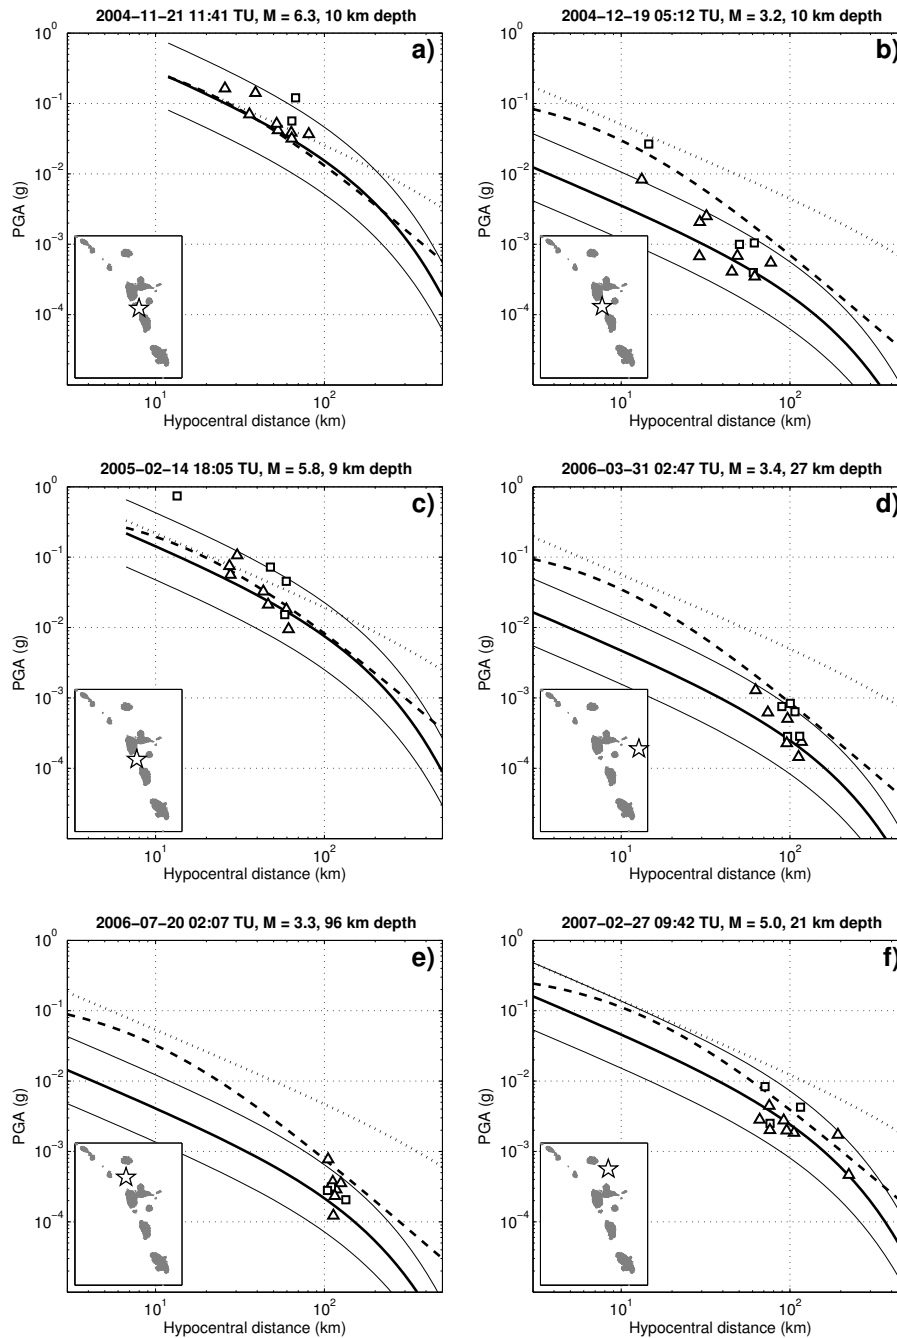 2004−11−21 11:41 TU, M = 6.3, 10 km depth
a)
10^0
10^−1
10^−2
10^−3
10^−4
PGA (g)
10^1
10^2
Hypocentral distance (km)
2004−12−19 05:12 TU, M = 3.2, 10 km depth
b)
10^0
10^−1
10^−2
10^−3
10^−4
PGA (g)
10^1
10^2
Hypocentral distance (km)
2005−02−14 18:05 TU, M = 5.8, 9 km depth
c)
10^0
10^−1
10^−2
10^−3
10^−4
PGA (g)
10^1
10^2
Hypocentral distance (km)
2006−03−31 02:47 TU, M = 3.4, 27 km depth
d)
10^0
10^−1
10^−2
10^−3
10^−4
PGA (g)
10^1
10^2
Hypocentral distance (km)
2006−07−20 02:07 TU, M = 3.3, 96 km depth
e)
10^0
10^−1
10^−2
10^−3
10^−4
PGA (g)
10^1
10^2
Hypocentral distance (km)
2007−02−27 09:42 TU, M = 5.0, 21 km depth
f)
10^0
10^−1
10^−2
10^−3
10^−4
PGA (g)
10^1
10^2
Hypocentral distance (km)